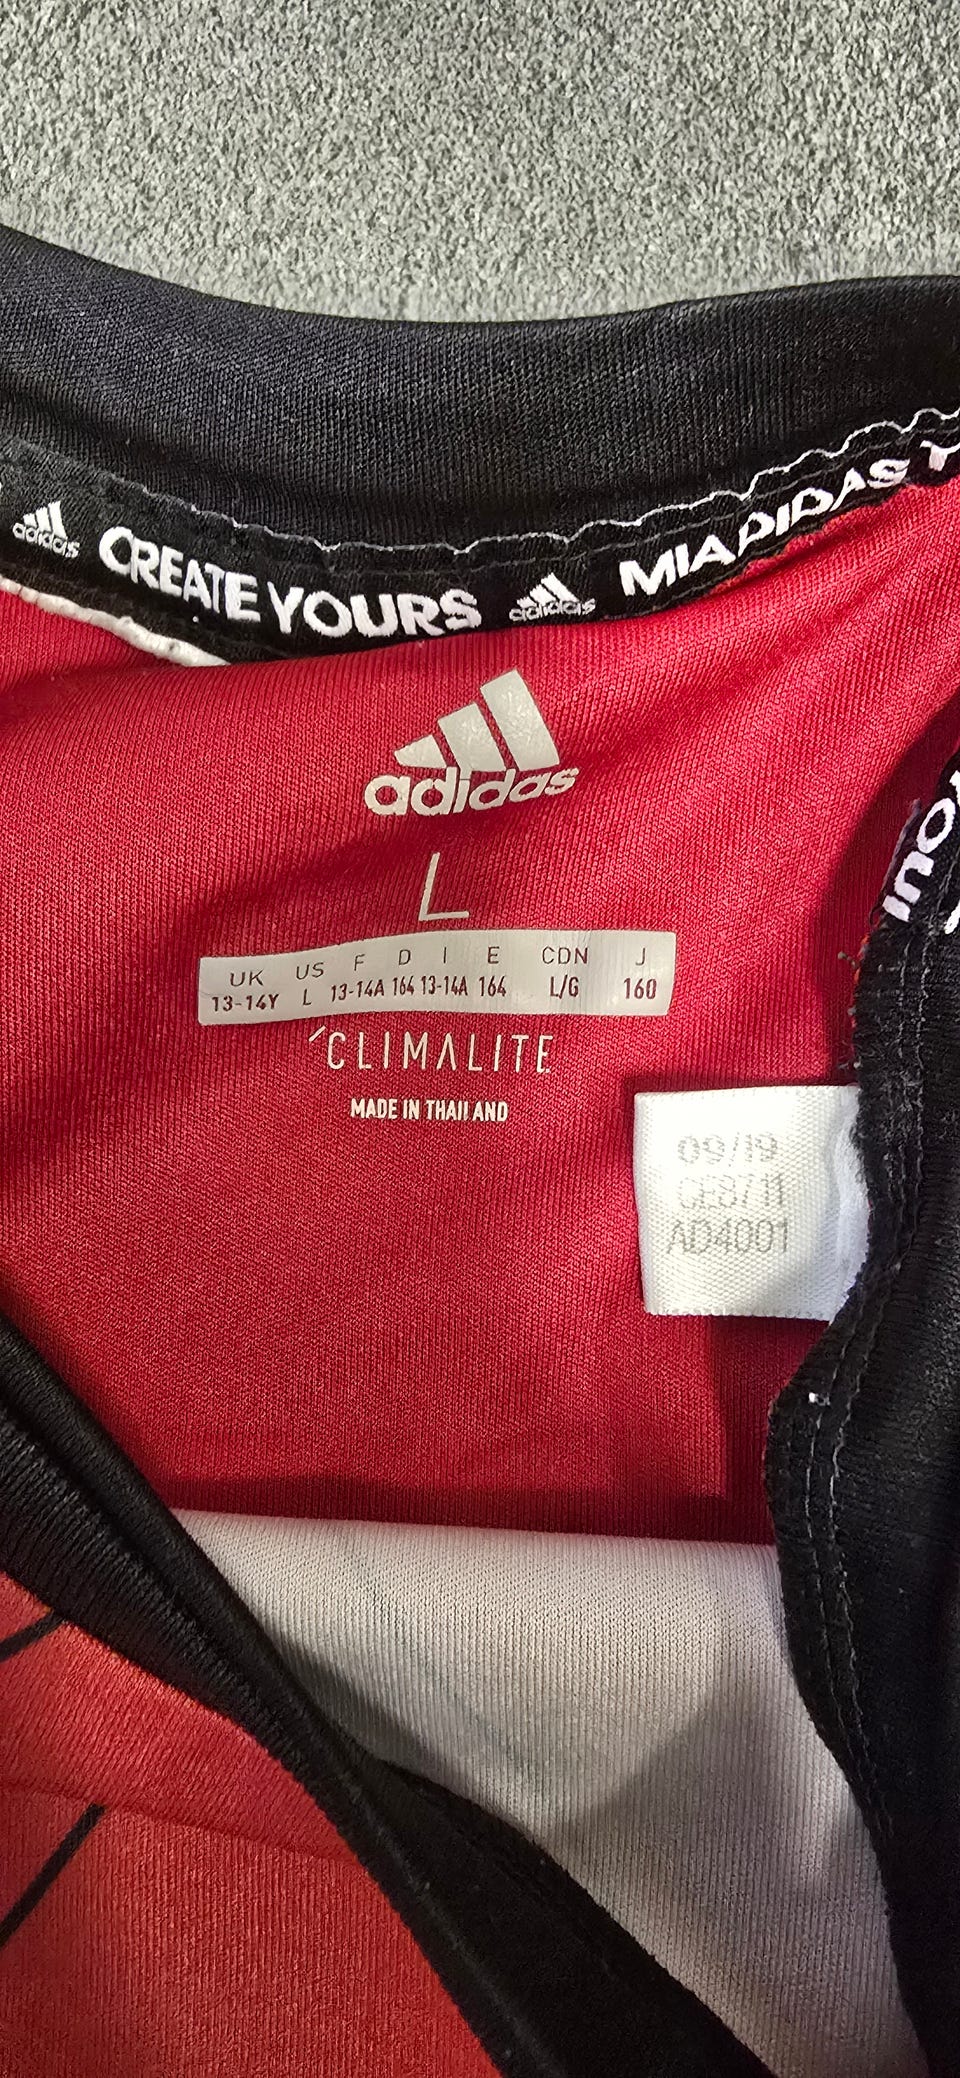 adidas CREATE YOURS adidas MIADIDAS
adidas
L
UK US F D I E CDN J
13-14Y L 13-14A 164 13-14A 164 L/G 160
CLIMALITE
MADE IN THAILAND
09/19
CE8711
AD4001